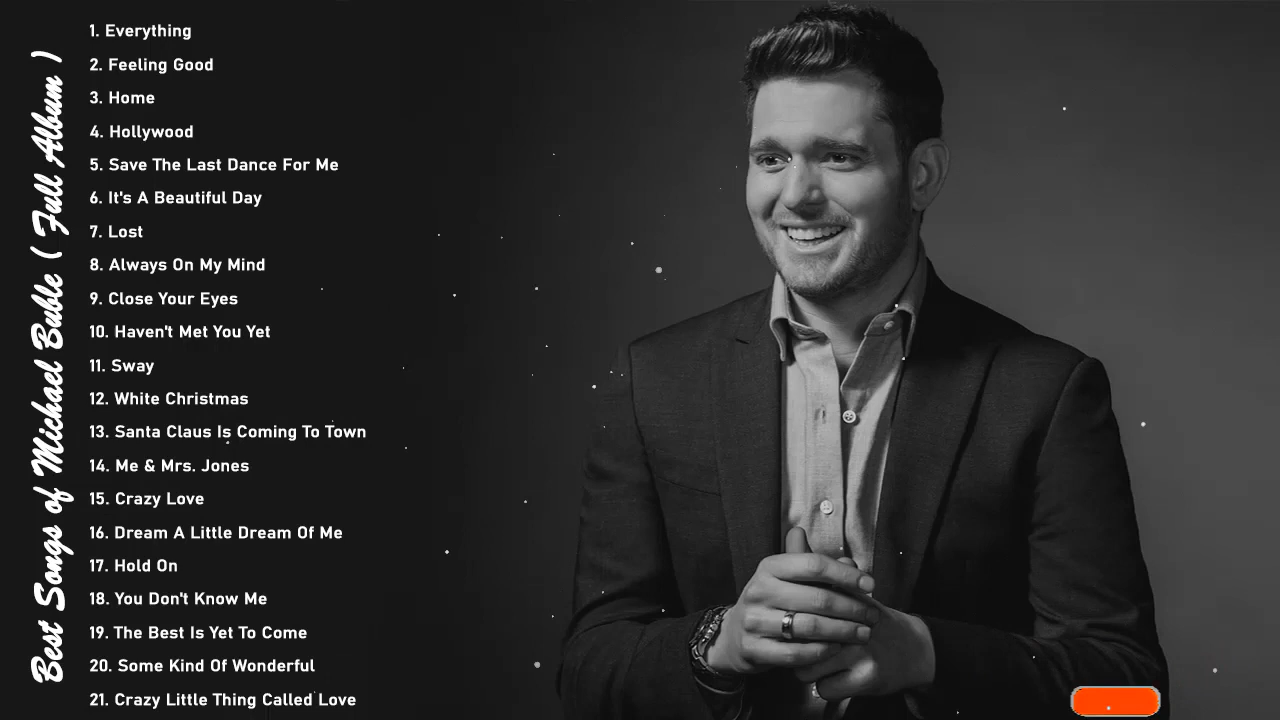 Best Songs of Michael Buble ( Full Album )
1. Everything
2. Feeling Good
3. Home
4. Hollywood
5. Save The Last Dance For Me
6. It's A Beautiful Day
7. Lost
8. Always On My Mind
9. Close Your Eyes
10. Haven't Met You Yet
11. Sway
12. White Christmas
13. Santa Claus Is Coming To Town
14. Me & Mrs. Jones
15. Crazy Love
16. Dream A Little Dream Of Me
17. Hold On
18. You Don't Know Me
19. The Best Is Yet To Come
20. Some Kind Of Wonderful
21. Crazy Little Thing Called Love